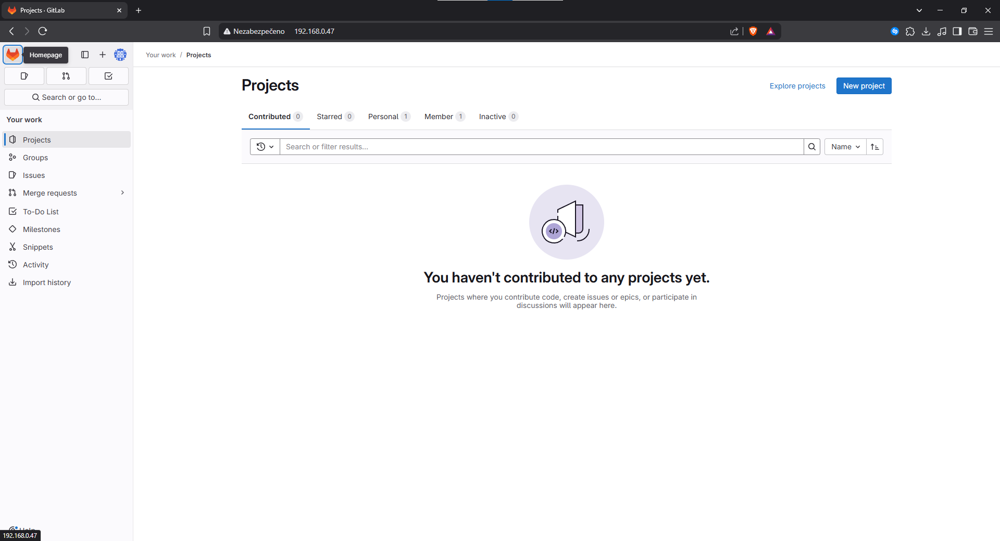 Projects · GitLab
Nezabezpečeno 192.168.0.47
Homepage
Your work / Projects
Search or go to...
Your work
Projects
Groups
Issues
Merge requests
To-Do List
Milestones
Snippets
Activity
Import history
Help
192.168.0.47
Projects
Explore projects
New project
Contributed 0
Starred 0
Personal 1
Member 1
Inactive 0
Search or filter results...
Name
</>
You haven't contributed to any projects yet.
Projects where you contribute code, create issues or epics, or participate in
discussions will appear here.